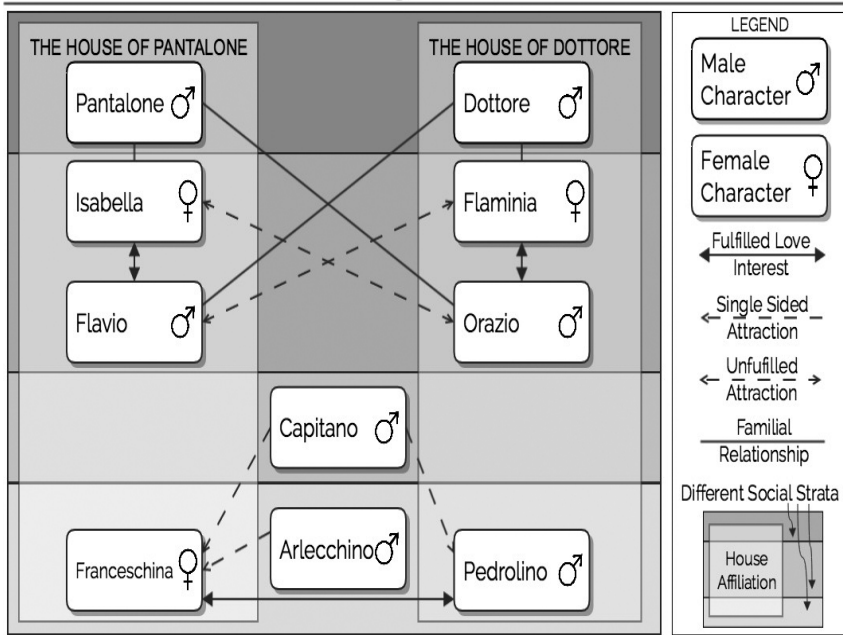 THE HOUSE OF PANTALONE
THE HOUSE OF DOTTORE
Pantalone ♂
Dottore ♂
Isabella ♀
Flaminia ♀
Flavio ♂
Orazio ♂
Capitano ♂
Franceschina ♀
Arlecchino ♂
Pedrolino ♂
LEGEND
Male
Character ♂
Female
Character ♀
Fulfilled Love
Interest
Single Sided
Attraction
Unfufilled
Attraction
Familial
Relationship
Different Social Strata
House
Affiliation